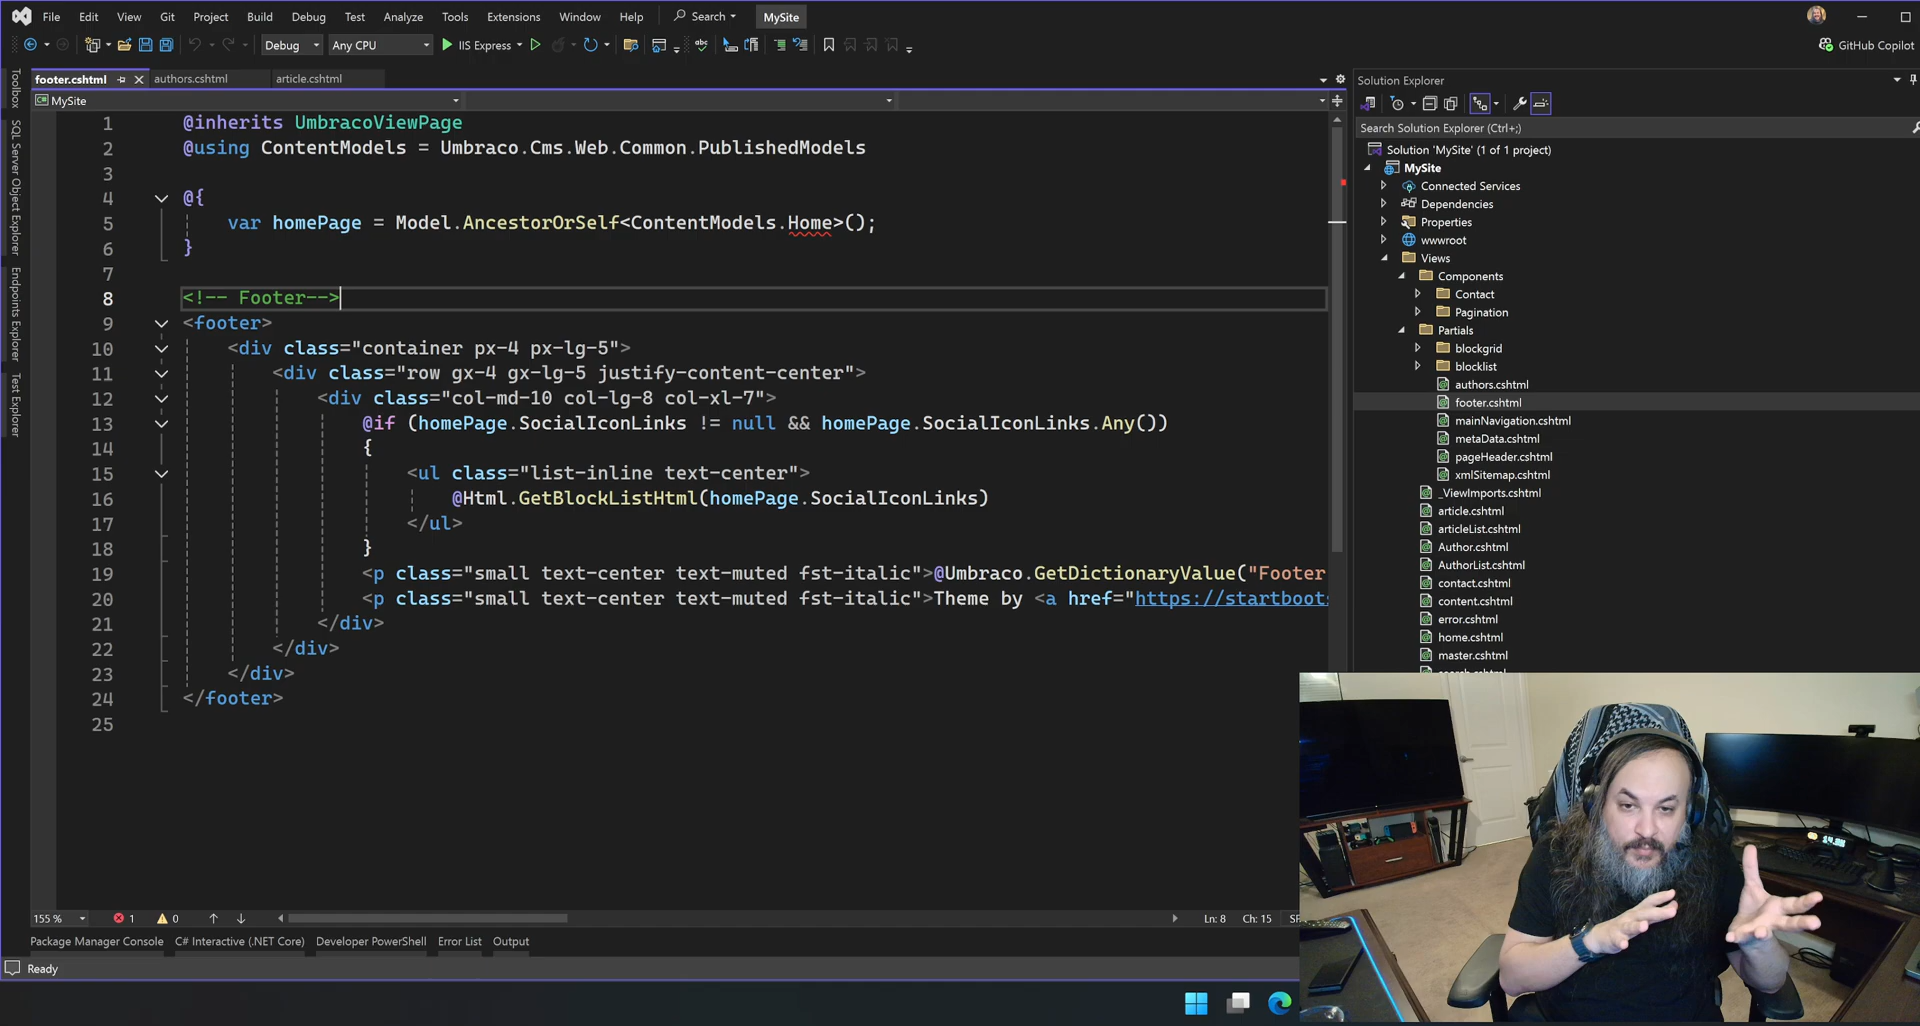 File Edit View Git Project Build Debug Test Analyze Tools Extensions Window Help Search MySite
Debug Any CPU IIS Express GitHub Copilot
footer.cshtml authors.cshtml article.cshtml
MySite
Toolbox
SQL Server Object Explorer
Endpoints Explorer
Test Explorer
1 @inherits UmbracoViewPage
2 @using ContentModels = Umbraco.Cms.Web.Common.PublishedModels
3
4 @{
5 var homePage = Model.AncestorOrSelf<ContentModels.Home>();
6 }
7
8 <!-- Footer-->
9 <footer>
10 <div class="container px-4 px-lg-5">
11 <div class="row gx-4 gx-lg-5 justify-content-center">
12 <div class="col-md-10 col-lg-8 col-xl-7">
13 @if (homePage.SocialIconLinks != null && homePage.SocialIconLinks.Any())
14 {
15 <ul class="list-inline text-center">
16 @Html.GetBlockListHtml(homePage.SocialIconLinks)
17 </ul>
18 }
19 <p class="small text-center text-muted fst-italic">@Umbraco.GetDictionaryValue("Footer
20 <p class="small text-center text-muted fst-italic">Theme by <a href="https://startboots
21 </div>
22 </div>
23 </div>
24 </footer>
25
155 % 1 0 Ln: 8 Ch: 15
Package Manager Console C# Interactive (.NET Core) Developer PowerShell Error List Output
Ready
Solution Explorer
Search Solution Explorer (Ctrl+;)
Solution 'MySite' (1 of 1 project)
MySite
Connected Services
Dependencies
Properties
wwwroot
Views
Components
Contact
Pagination
Partials
blockgrid
blocklist
authors.cshtml
footer.cshtml
mainNavigation.cshtml
metaData.cshtml
pageHeader.cshtml
xmlSitemap.cshtml
_ViewImports.cshtml
article.cshtml
articleList.cshtml
Author.cshtml
AuthorList.cshtml
contact.cshtml
content.cshtml
error.cshtml
home.cshtml
master.cshtml